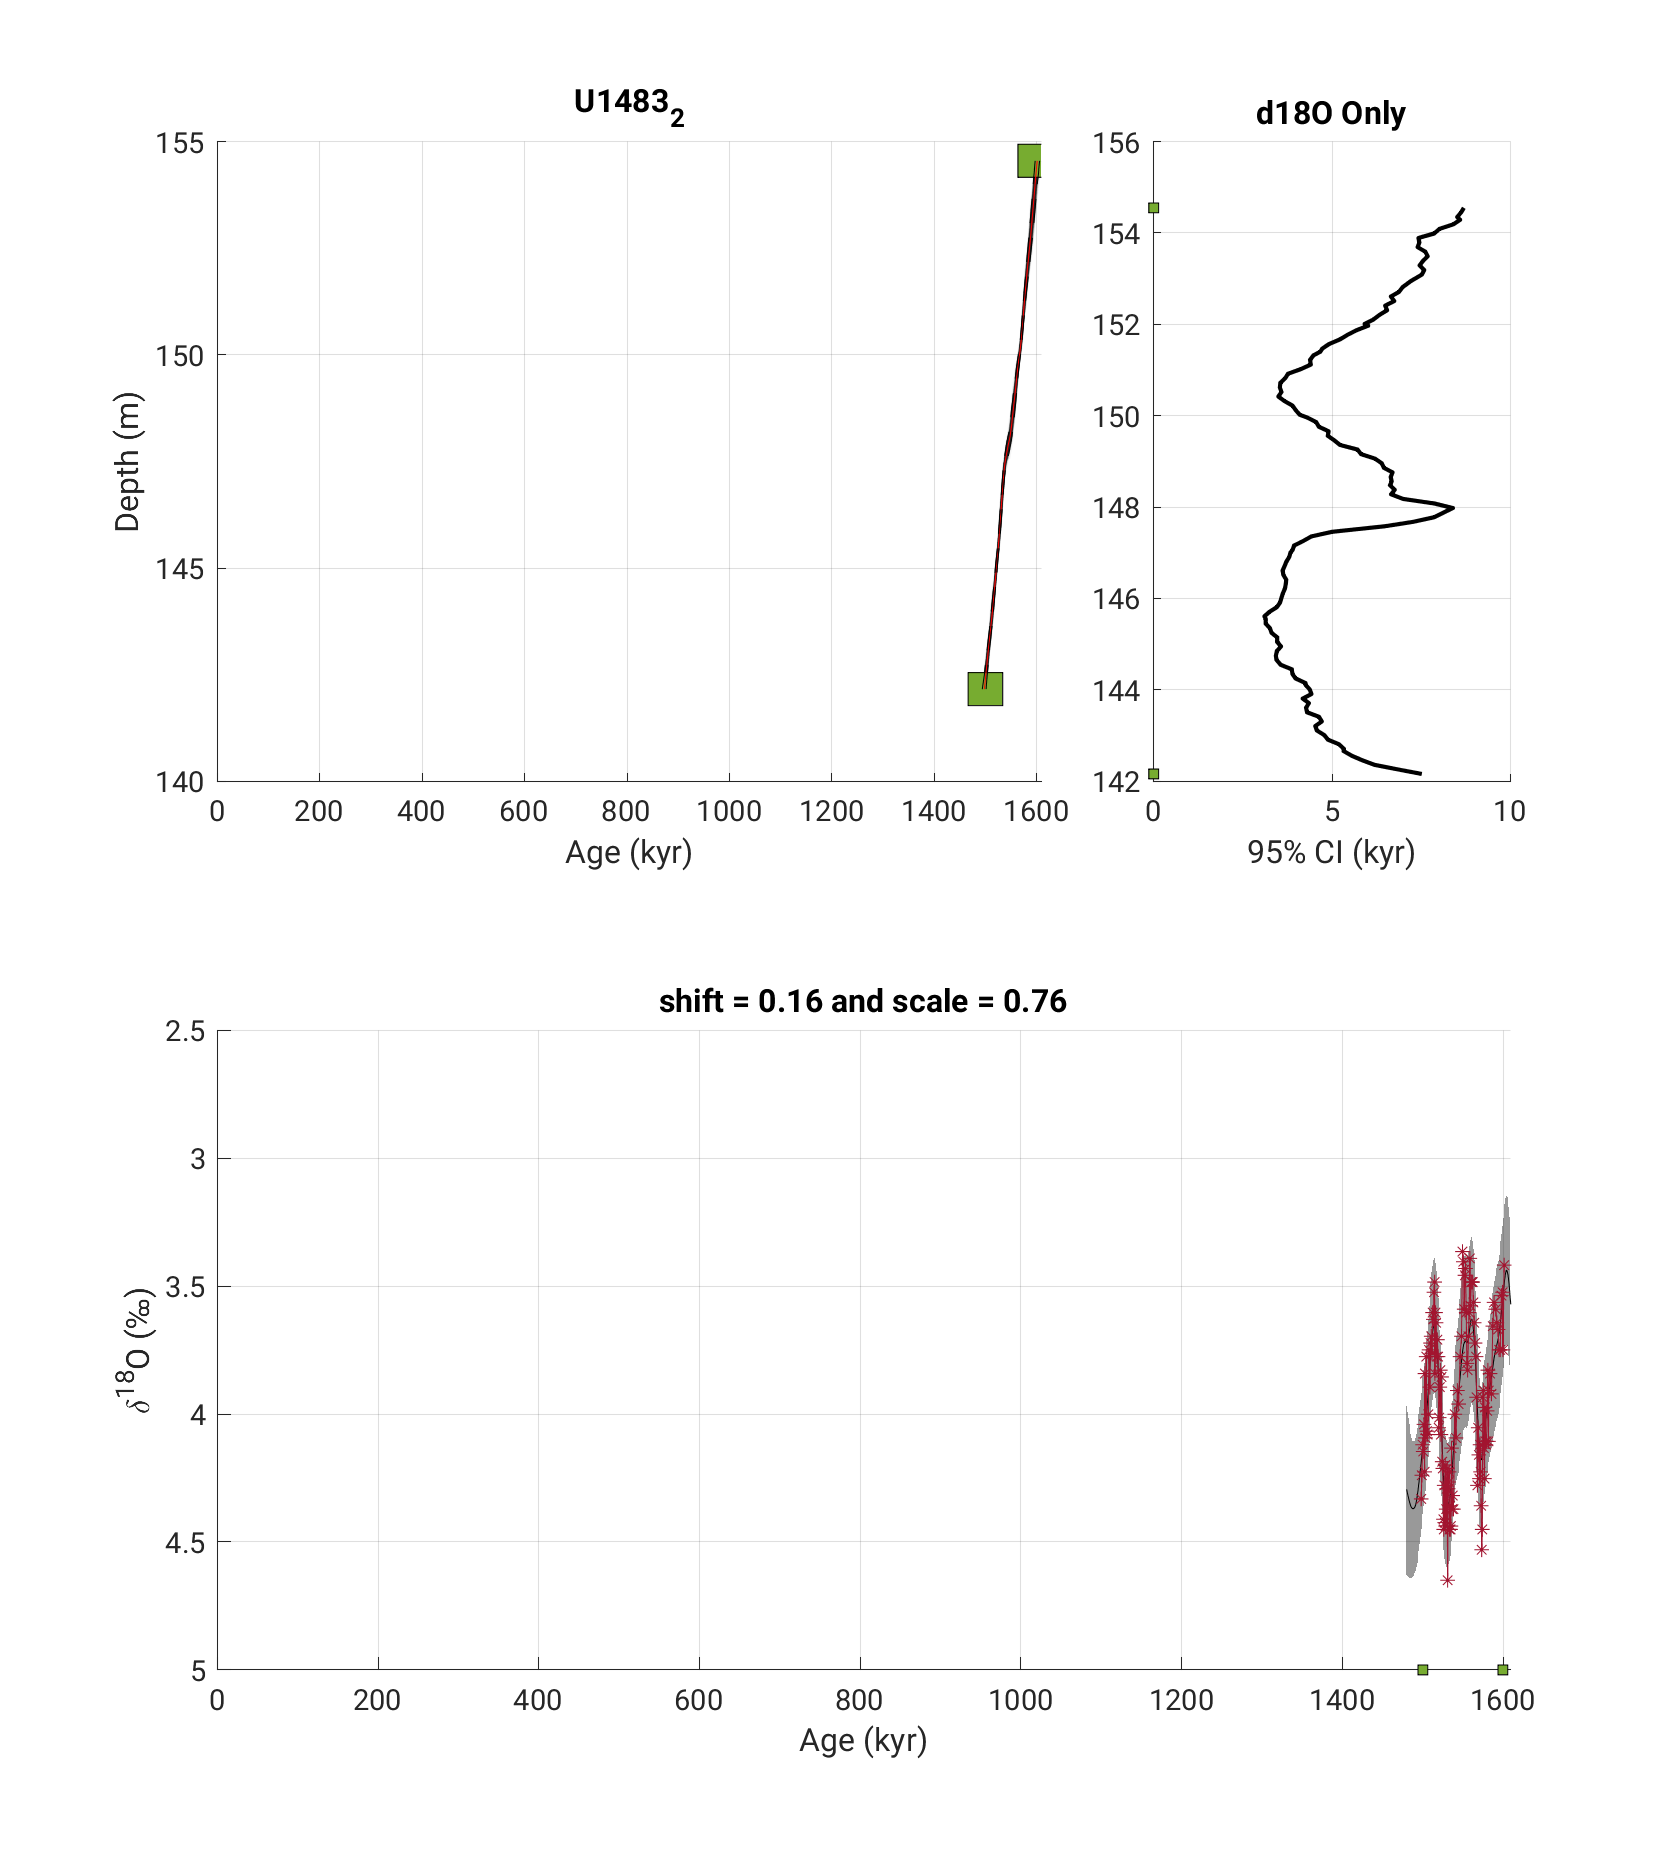 U1483₂
155
150
145
140
Depth (m)
0 200 400 600 800 1000 1200 1400 1600
Age (kyr)
d18O Only
156
154
152
150
148
146
144
142
0 5 10
95% CI (kyr)
shift = 0.16 and scale = 0.76
2.5
3
3.5
4
4.5
5
δ¹⁸O (‰)
0 200 400 600 800 1000 1200 1400 1600
Age (kyr)